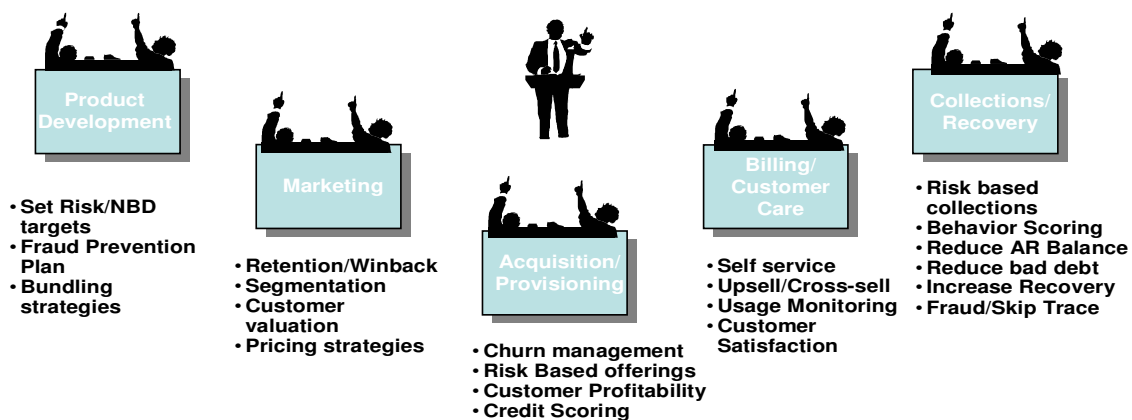 Product
Development
• Set Risk/NBD
targets
• Fraud Prevention
Plan
• Bundling
strategies
Marketing
• Retention/Winback
• Segmentation
• Customer
valuation
• Pricing strategies
Acquisition/
Provisioning
• Churn management
• Risk Based offerings
• Customer Profitability
• Credit Scoring
Billing/
Customer
Care
• Self service
• Upsell/Cross-sell
• Usage Monitoring
• Customer
Satisfaction
Collections/
Recovery
• Risk based
collections
• Behavior Scoring
• Reduce AR Balance
• Reduce bad debt
• Increase Recovery
• Fraud/Skip Trace